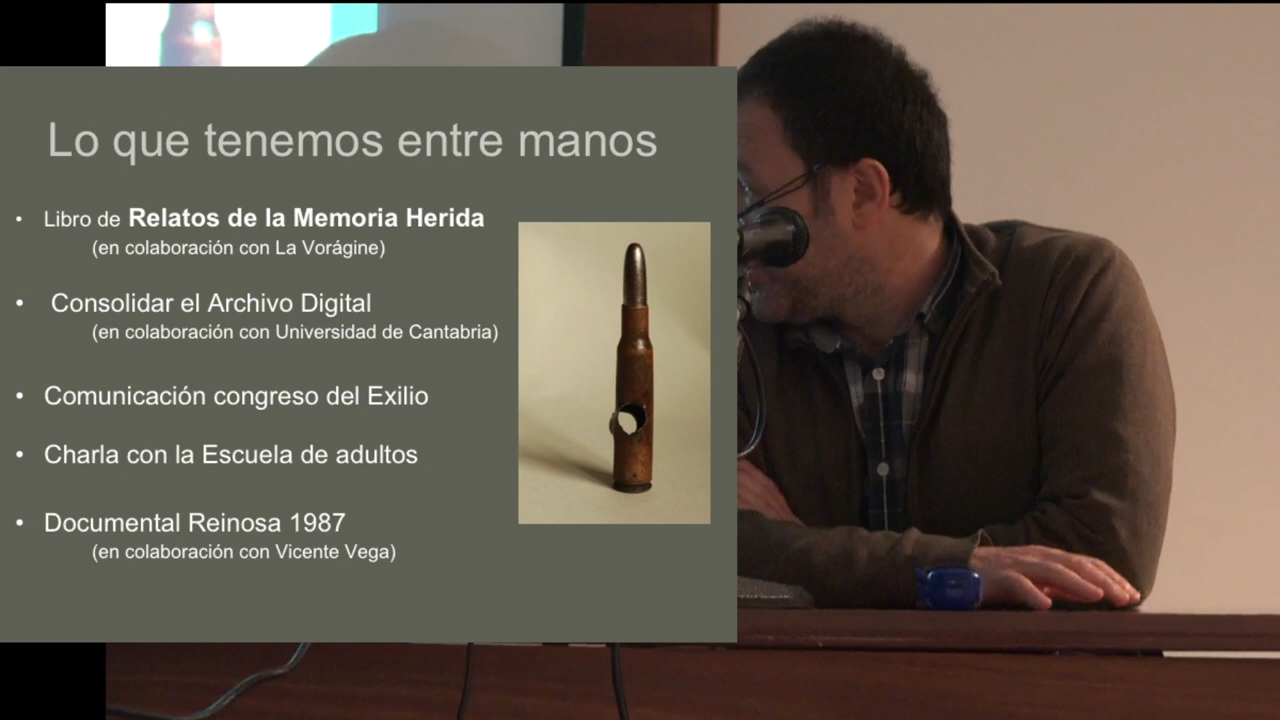 Lo que tenemos entre manos
• Libro de Relatos de la Memoria Herida
(en colaboración con La Vorágine)
• Consolidar el Archivo Digital
(en colaboración con Universidad de Cantabria)
• Comunicación congreso del Exilio
• Charla con la Escuela de adultos
• Documental Reinosa 1987
(en colaboración con Vicente Vega)